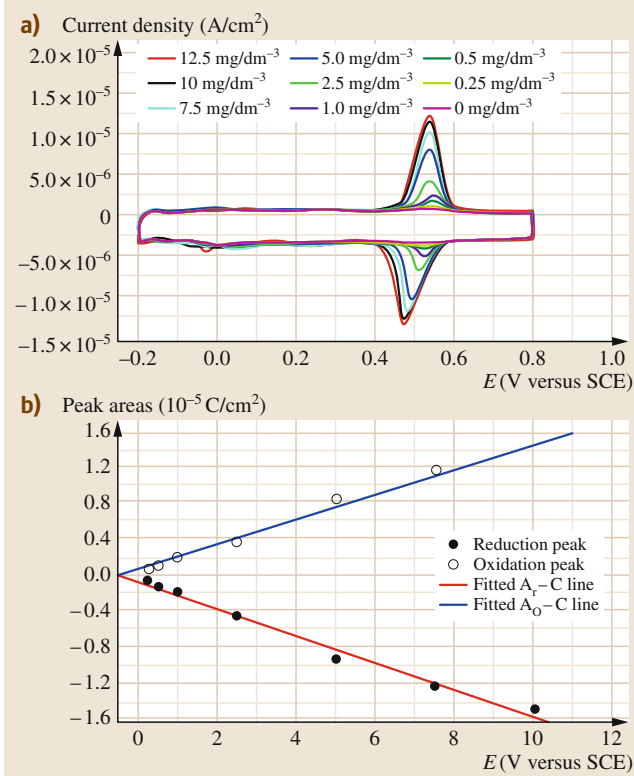 a) Current density (A/cm²)
2.0 × 10⁻⁵
1.5 × 10⁻⁵
1.0 × 10⁻⁵
5.0 × 10⁻⁶
0
−5.0 × 10⁻⁶
−1.0 × 10⁻⁵
−1.5 × 10⁻⁵
12.5 mg/dm⁻³ 5.0 mg/dm⁻³ 0.5 mg/dm⁻³
10 mg/dm⁻³ 2.5 mg/dm⁻³ 0.25 mg/dm⁻³
7.5 mg/dm⁻³ 1.0 mg/dm⁻³ 0 mg/dm⁻³
−0.2 0.0 0.2 0.4 0.6 0.8 1.0
E (V versus SCE)
b) Peak areas (10⁻⁵ C/cm²)
1.6
1.2
0.8
0.4
0.0
−0.4
−0.8
−1.2
−1.6
Reduction peak
Oxidation peak
Fitted Aᵣ–C line
Fitted A_O–C line
0 2 4 6 8 10 12
E (V versus SCE)